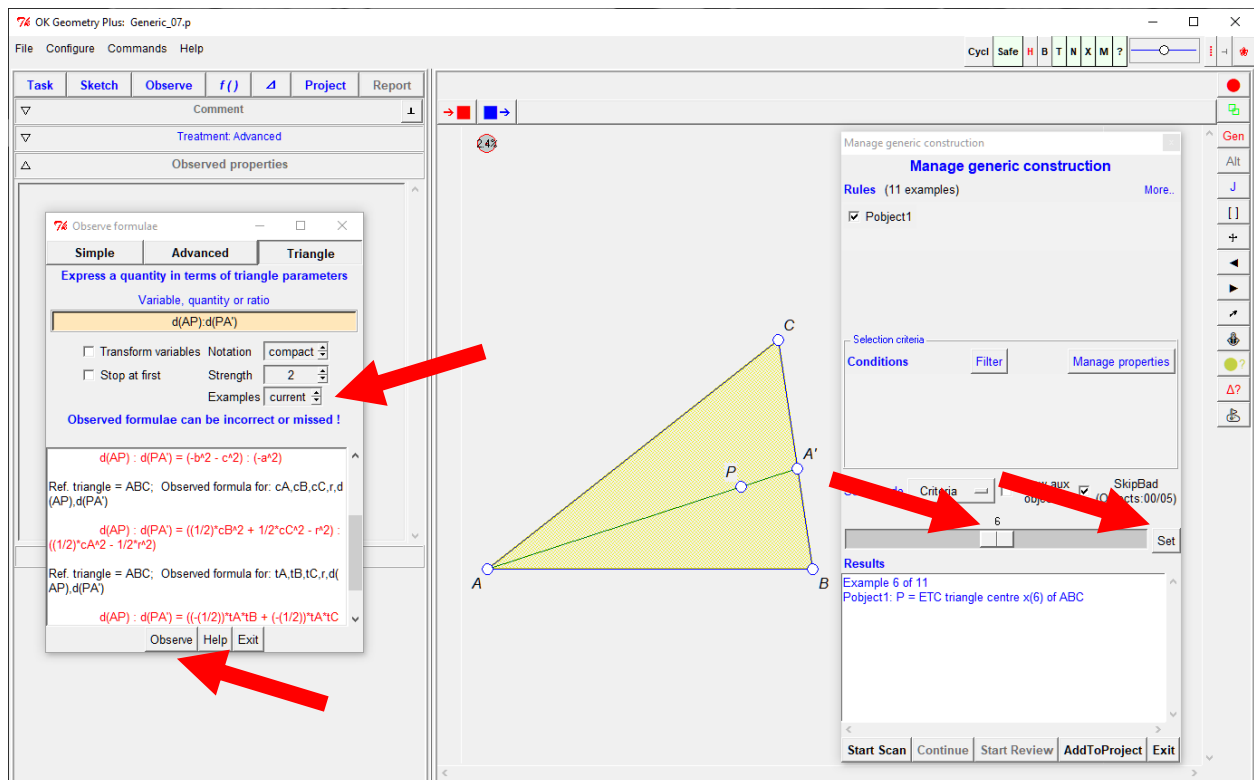 OK Geometry Plus: Generic_07.p
File Configure Commands Help
Cycl Safe H B T N X M ?
Task Sketch Observe f ( ) ⊿ Project Report
Comment
Treatment: Advanced
Observed properties
2.4%
Observe formulae
Simple Advanced Triangle
Express a quantity in terms of triangle parameters
Variable, quantity or ratio
d(AP):d(PA')
Transform variables Notation compact
Stop at first Strength 2
Examples current
Observed formulae can be incorrect or missed !
d(AP) : d(PA') = (-b^2 - c^2) : (-a^2)
Ref. triangle = ABC; Observed formula for: cA,cB,cC,r,d
(AP),d(PA')
d(AP) : d(PA') = ((1/2)*cB^2 + 1/2*cC^2 - r^2) :
((1/2)*cA^2 - 1/2*r^2)
Ref. triangle = ABC; Observed formula for: tA,tB,tC,r,d(
AP),d(PA')
d(AP) : d(PA') = ((-(1/2))*tA*tB + (-(1/2))*tA*tC
Observe Help Exit
C
A'
P
A
B
Manage generic construction
Manage generic construction
Rules (11 examples) More..
Pobject1
Selection criteria
Conditions Filter Manage properties
Criteria aux SkipBad
(Objects:00/05)
6
Set
Results
Example 6 of 11
Pobject1: P = ETC triangle centre x(6) of ABC
Start Scan Continue Start Review AddToProject Exit
Gen
Alt
J
[ ]
?
Δ?